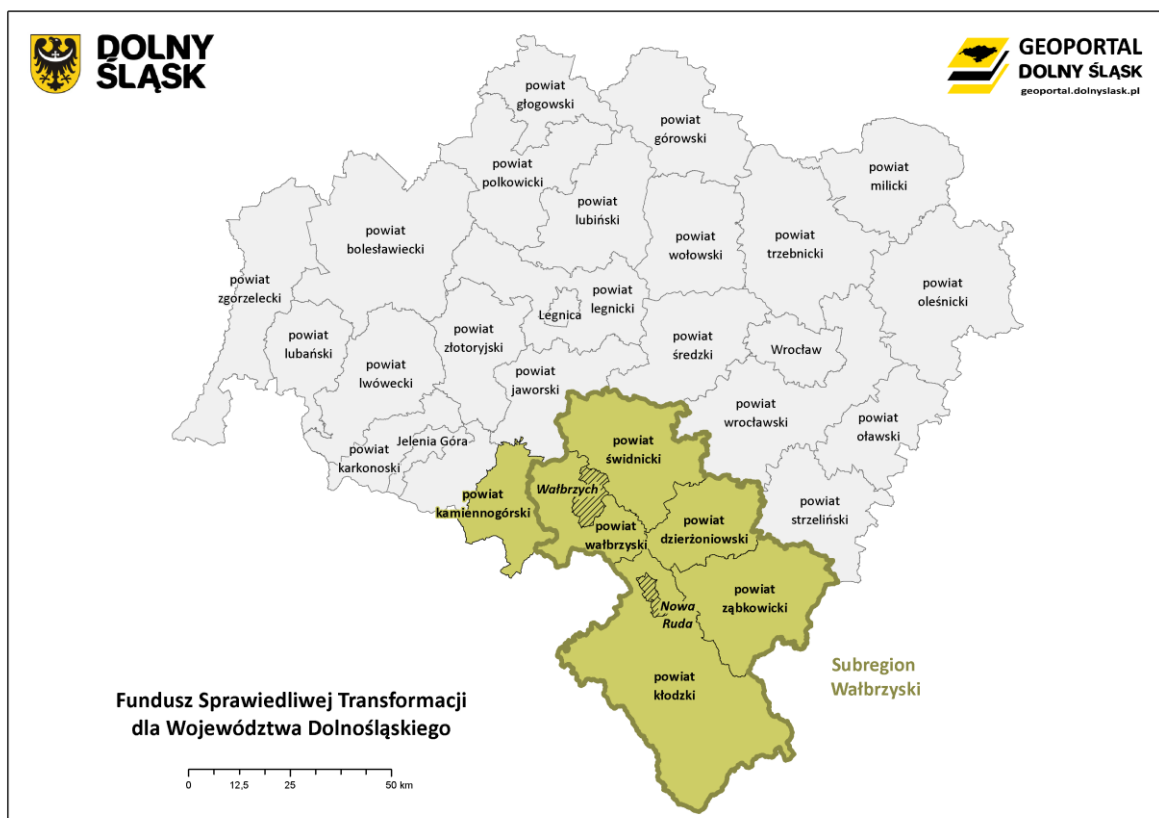 DOLNY
ŚLĄSK
GEOPORTAL
DOLNY ŚLĄSK
geoportal.dolnyslask.pl
powiat
głogowski
powiat
górowski
powiat
polkowicki
powiat
milicki
powiat
lubiński
powiat
bolesławiecki
powiat
wołowski
powiat
trzebnicki
powiat
zgorzelecki
powiat
oleśnicki
powiat
legnicki
Legnica
powiat
lubański
powiat
złotoryjski
powiat
średzki
Wrocław
powiat
lwówecki
powiat
jaworski
powiat
wrocławski
powiat
oławski
Jelenia Góra
powiat
karkonoski
powiat
świdnicki
powiat
kamiennogórski
Wałbrzych
powiat
strzeliński
powiat
wałbrzyski
powiat
dzierżoniowski
powiat
ząbkowicki
Nowa
Ruda
powiat
kłodzki
Subregion
Wałbrzyski
Fundusz Sprawiedliwej Transformacji
dla Województwa Dolnośląskiego
0 12,5 25 50 km